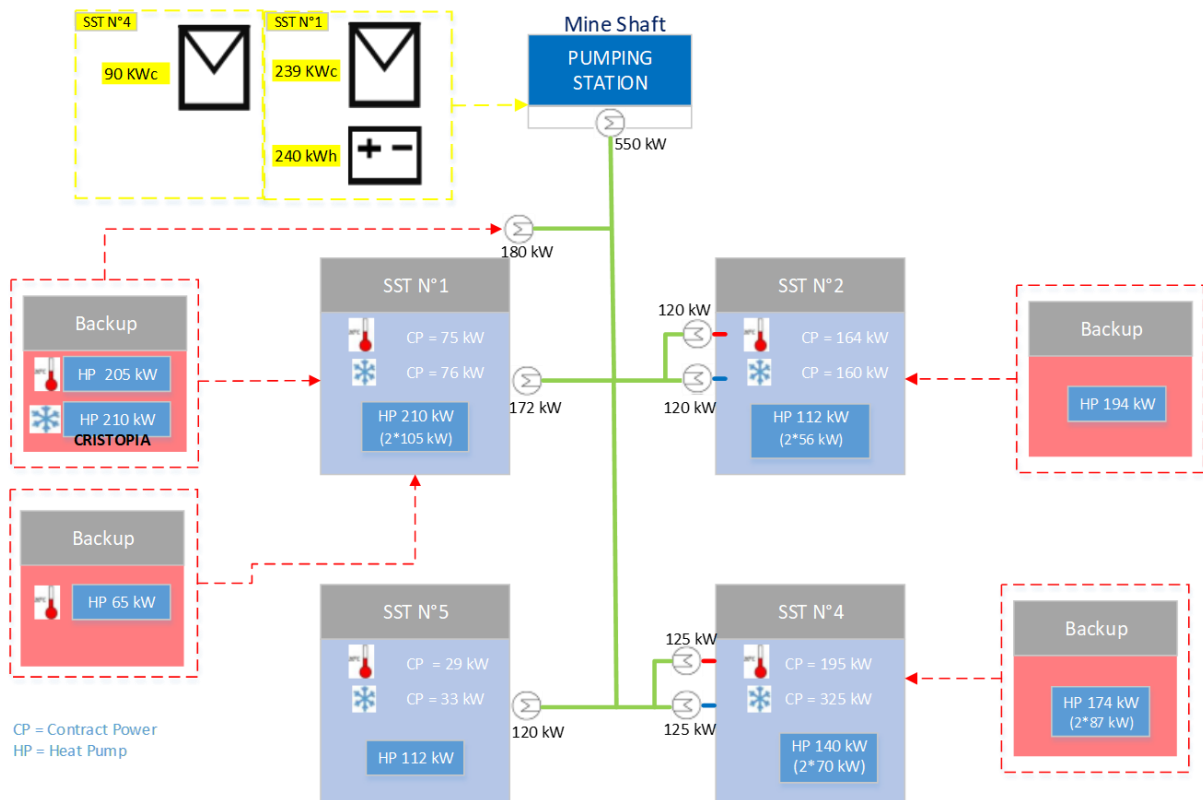 SST N°4
90 KWc
SST N°1
239 KWc
240 kWh
Mine Shaft
PUMPING
STATION
550 kW
180 kW
Backup
HP 205 kW
HP 210 kW
CRISTOPIA
SST N°1
CP = 75 kW
CP = 76 kW
HP 210 kW
(2*105 kW)
172 kW
120 kW
120 kW
SST N°2
CP = 164 kW
CP = 160 kW
HP 112 kW
(2*56 kW)
Backup
HP 194 kW
Backup
HP 65 kW
SST N°5
CP = 29 kW
CP = 33 kW
HP 112 kW
120 kW
125 kW
125 kW
SST N°4
CP = 195 kW
CP = 325 kW
HP 140 kW
(2*70 kW)
Backup
HP 174 kW
(2*87 kW)
CP = Contract Power
HP = Heat Pump